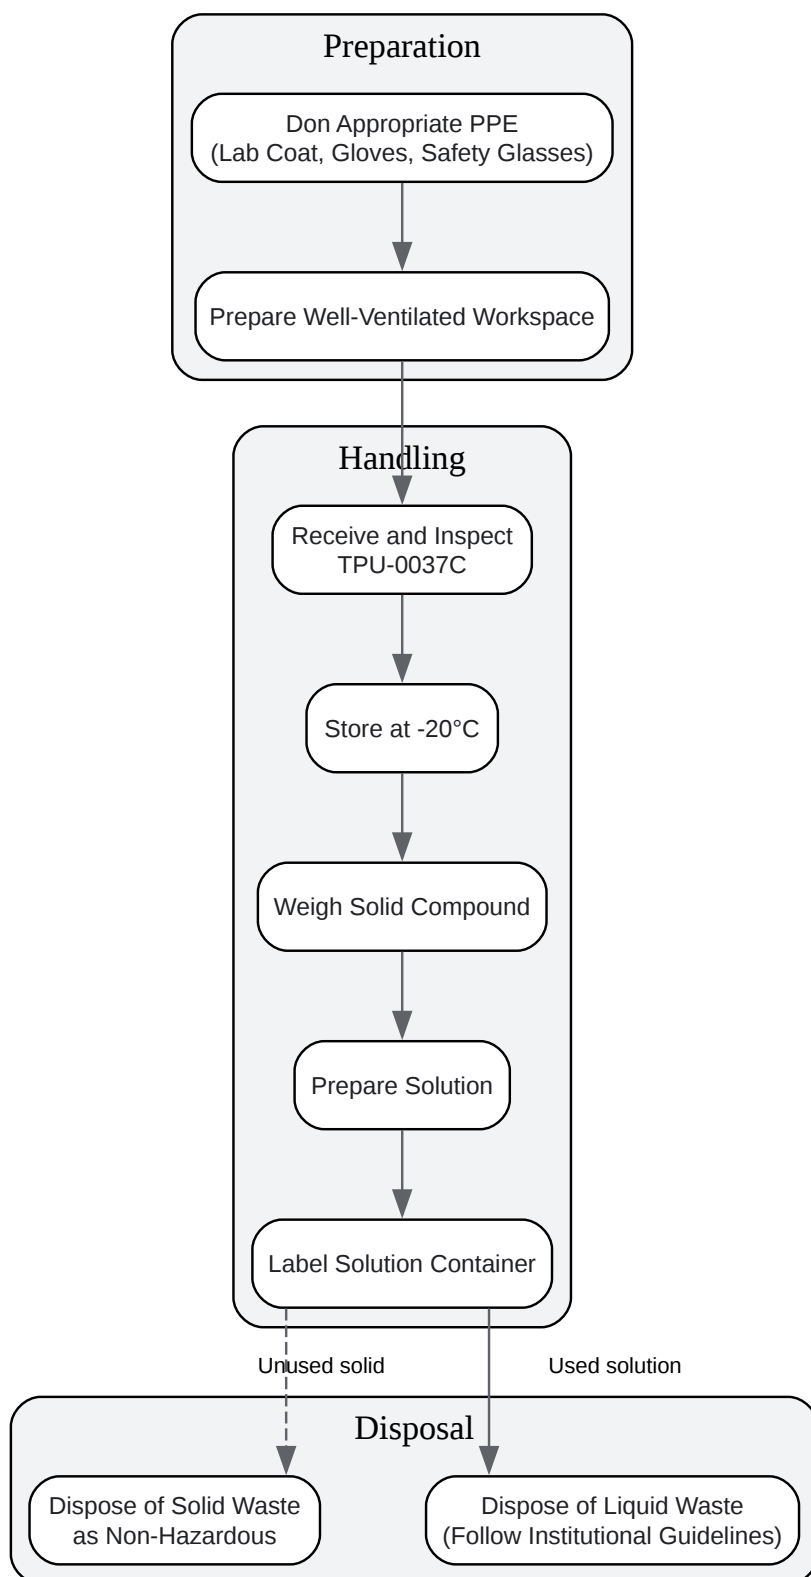 Preparation
Don Appropriate PPE
(Lab Coat, Gloves, Safety Glasses)
Prepare Well-Ventilated Workspace
Handling
Receive and Inspect
TPU-0037C
Store at -20°C
Weigh Solid Compound
Prepare Solution
Label Solution Container
Unused solid
Used solution
Disposal
Dispose of Solid Waste
as Non-Hazardous
Dispose of Liquid Waste
(Follow Institutional Guidelines)